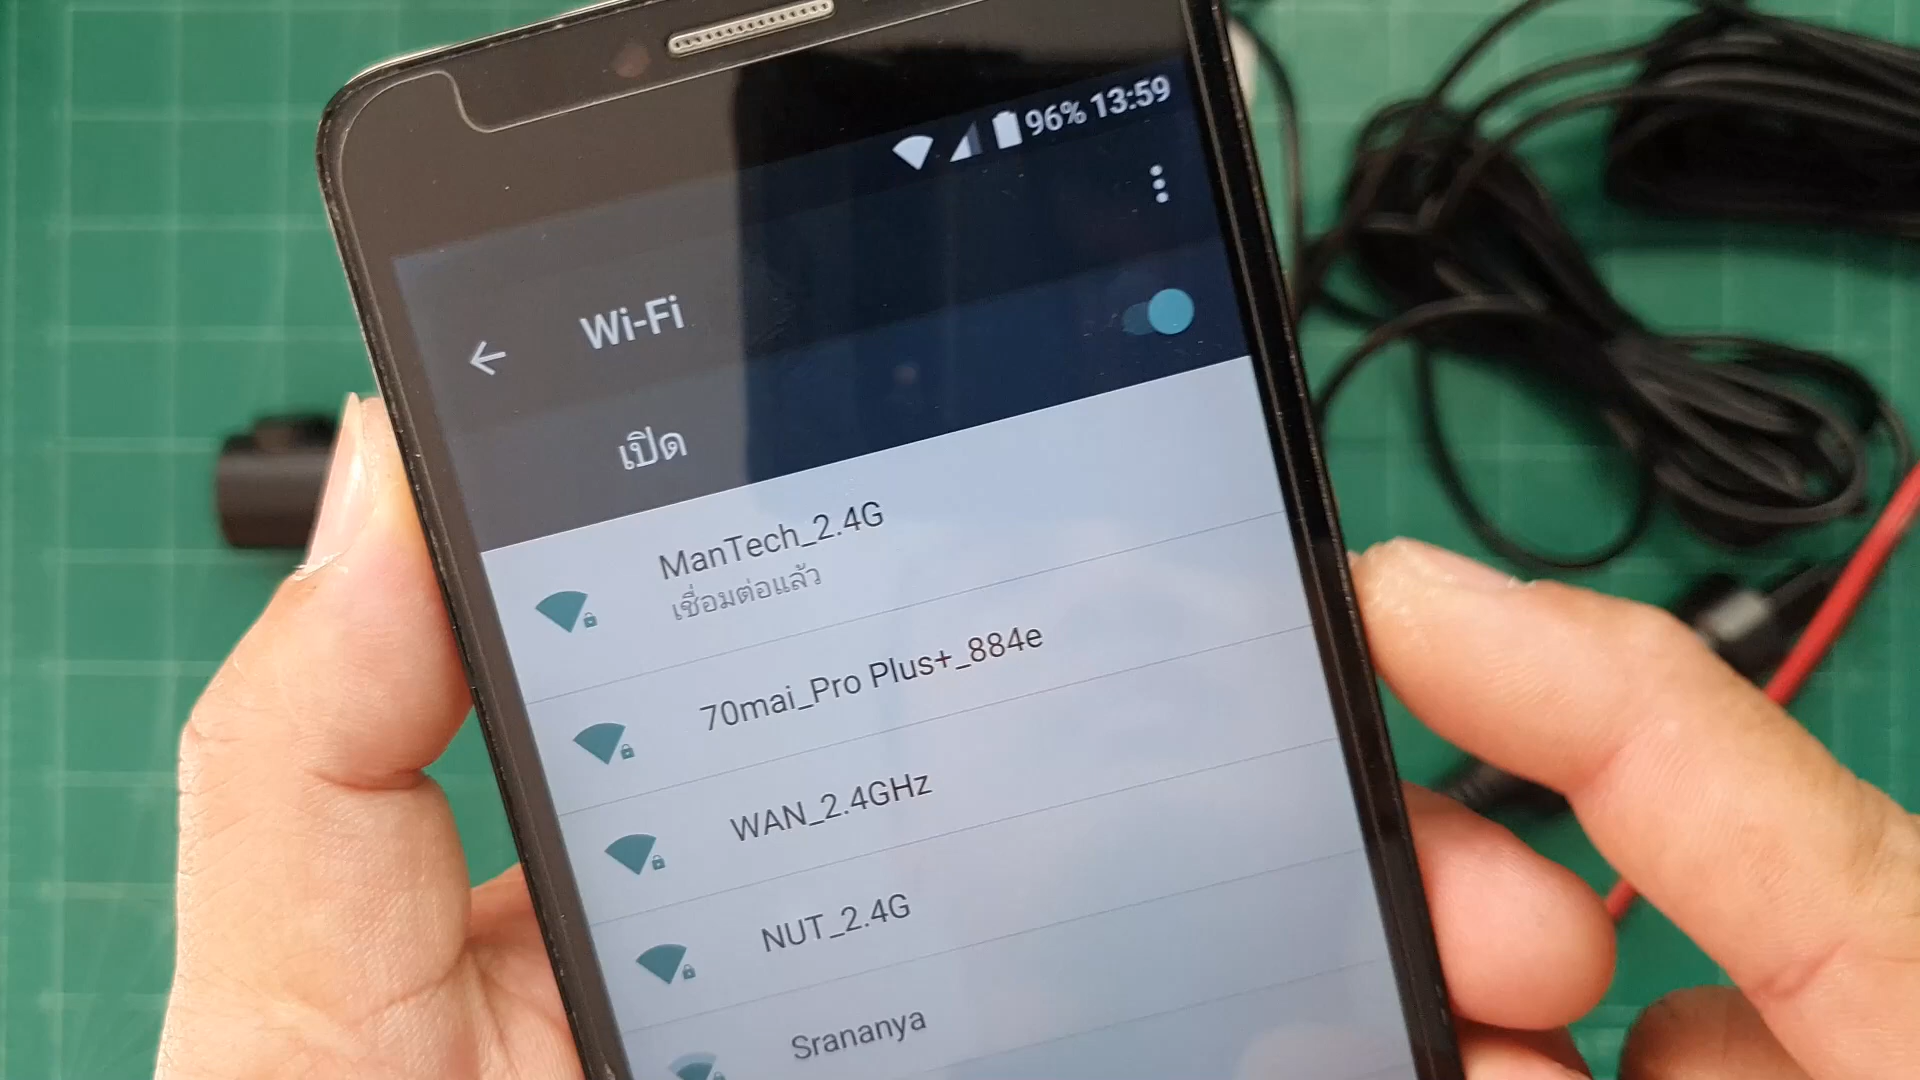 96% 13:59
Wi-Fi
เปิด
ManTech_2.4G
เชื่อมต่อแล้ว
70mai_Pro Plus+_884e
WAN_2.4GHz
NUT_2.4G
Srananya